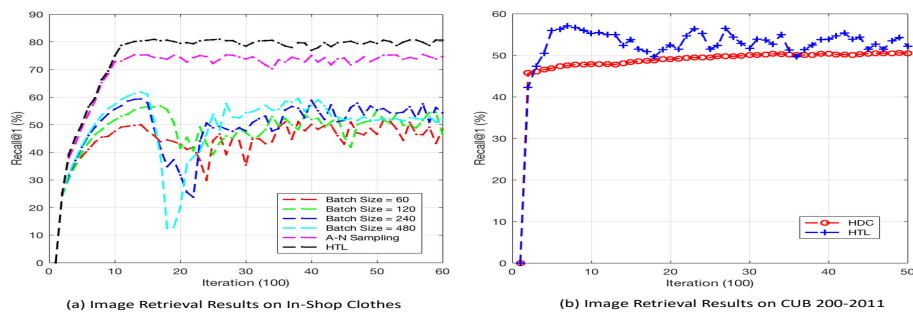 90
80
70
60
50
40
30
20
10
0
Recall@1 (%)
0 10 20 30 40 50 60
Iteration (100)
Batch Size = 60
Batch Size = 120
Batch Size = 240
Batch Size = 480
A-N Sampling
HTL
(a) Image Retrieval Results on In-Shop Clothes
60
50
40
30
20
10
0
Recall@1 (%)
0 10 20 30 40 50
Iteration (100)
HDC
HTL
(b) Image Retrieval Results on CUB 200-2011